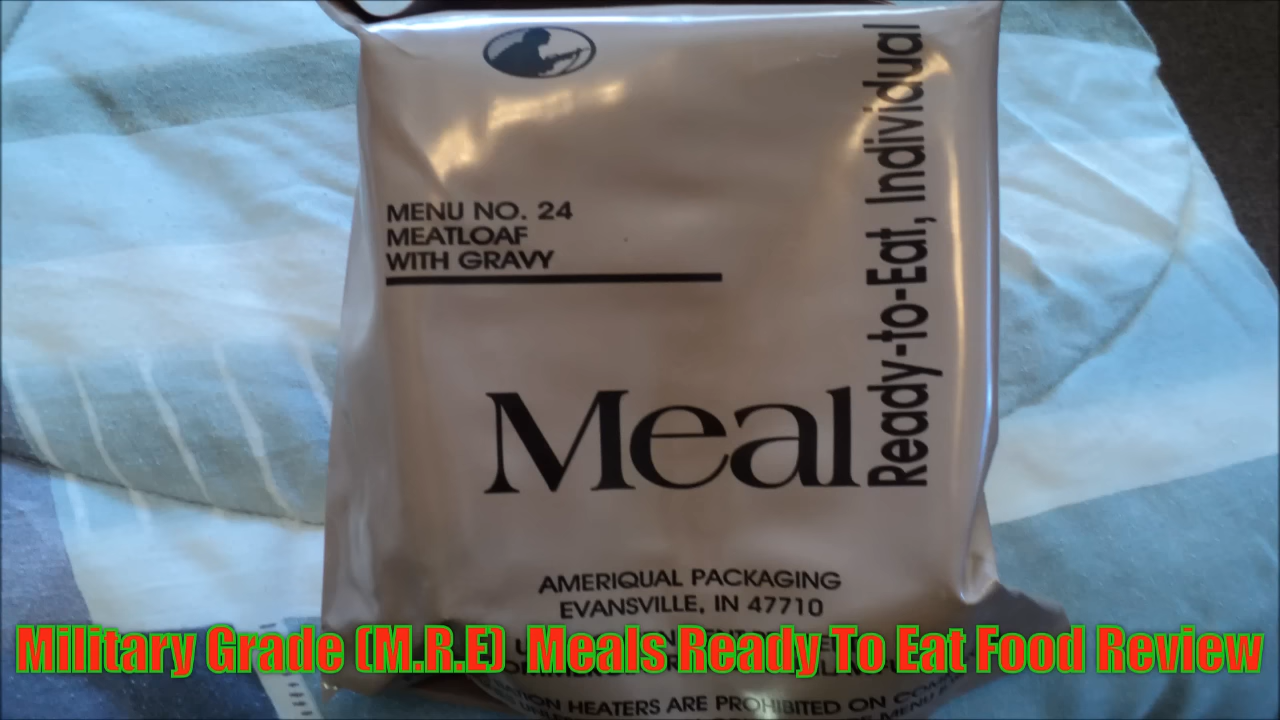 MENU NO. 24
MEATLOAF
WITH GRAVY
Meal
Ready-to-Eat, Individual
AMERIQUAL PACKAGING
EVANSVILLE, IN 47710
Military Grade (M.R.E) Meals Ready To Eat Food Review
HEATERS ARE PROHIBITED ON